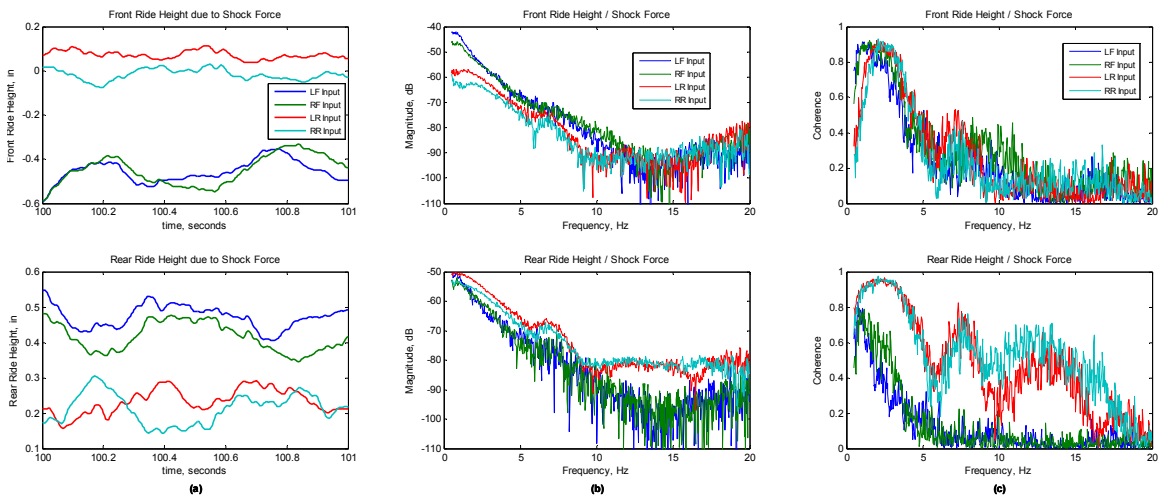 Front Ride Height due to Shock Force
Front Ride Height, in
0.2
0
-0.2
-0.4
-0.6
LF Input
RF Input
LR Input
RR Input
100
100.2
100.4
100.6
100.8
101
time, seconds
Front Ride Height / Shock Force
Magnitude, dB
-40
-50
-60
-70
-80
-90
-100
-110
LF Input
RF Input
LR Input
RR Input
0
5
10
15
20
Frequency, Hz
Front Ride Height / Shock Force
Coherence
1
0.8
0.6
0.4
0.2
0
LF Input
RF Input
LR Input
RR Input
0
5
10
15
20
Frequency, Hz
Rear Ride Height due to Shock Force
Rear Ride Height, in
0.6
0.5
0.4
0.3
0.2
0.1
100
100.2
100.4
100.6
100.8
101
time, seconds
(a)
Rear Ride Height / Shock Force
Magnitude, dB
-50
-60
-70
-80
-90
-100
-110
0
5
10
15
20
Frequency, Hz
(b)
Rear Ride Height / Shock Force
Coherence
1
0.8
0.6
0.4
0.2
0
0
5
10
15
20
Frequency, Hz
(c)